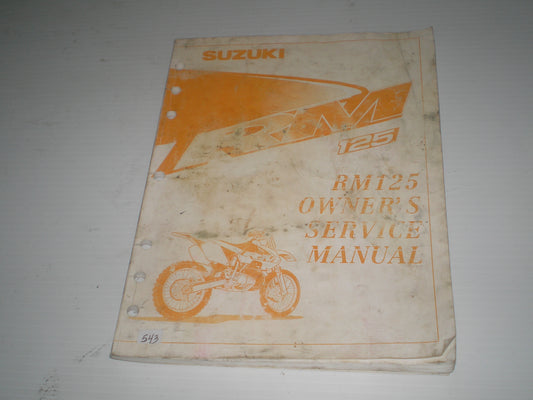 SUZUKI
RM
125
RM125
OWNER'S
SERVICE
MANUAL
543